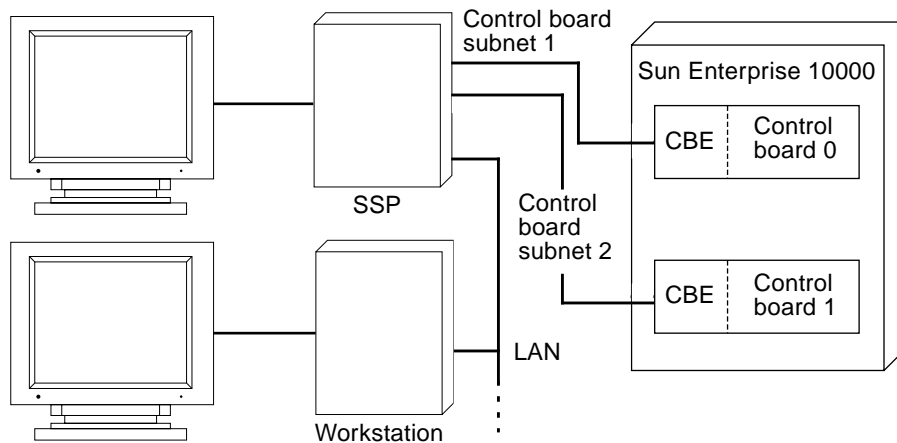 Control board
subnet 1
Sun Enterprise 10000
CBE
Control
board 0
SSP
Control
board
subnet 2
CBE
Control
board 1
LAN
Workstation